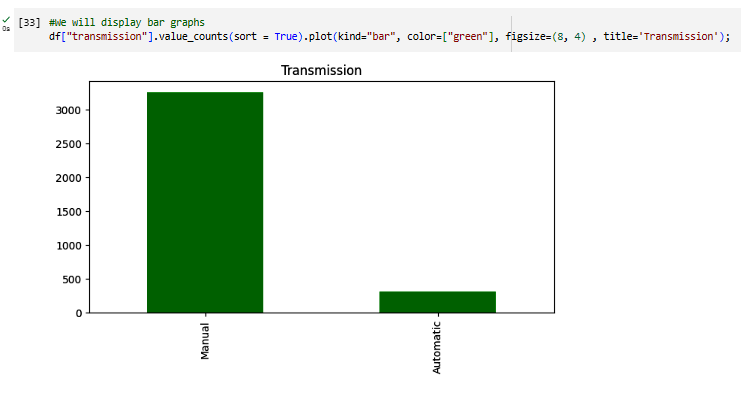 [33] #We will display bar graphs
0s df["transmission"].value_counts(sort = True).plot(kind="bar", color=["green"], figsize=(8, 4) , title='Transmission');
Transmission
3000
2500
2000
1500
1000
500
0
Manual
Automatic